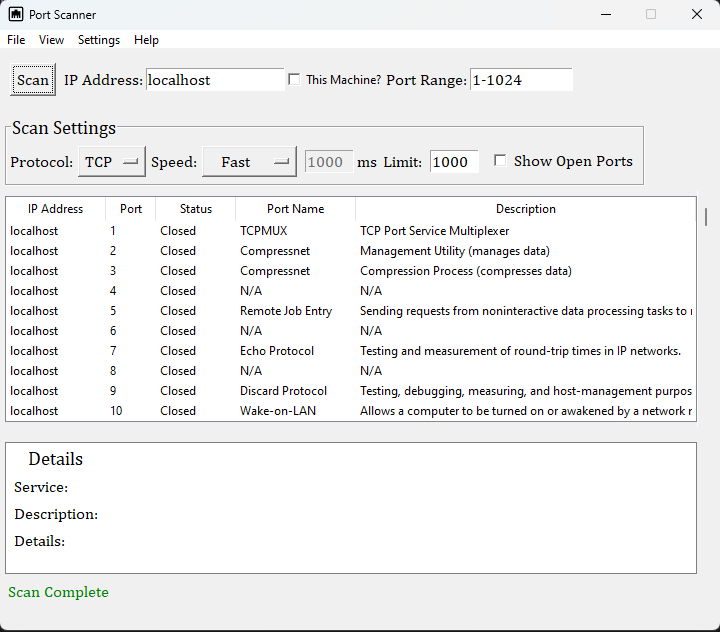 Port Scanner
File View Settings Help
Scan IP Address: localhost This Machine? Port Range: 1-1024
Scan Settings
Protocol: TCP Speed: Fast 1000 ms Limit: 1000 Show Open Ports
IP Address Port Status Port Name Description
localhost 1 Closed TCPMUX TCP Port Service Multiplexer
localhost 2 Closed Compressnet Management Utility (manages data)
localhost 3 Closed Compressnet Compression Process (compresses data)
localhost 4 Closed N/A N/A
localhost 5 Closed Remote Job Entry Sending requests from noninteractive data processing tasks to
localhost 6 Closed N/A N/A
localhost 7 Closed Echo Protocol Testing and measurement of round-trip times in IP networks.
localhost 8 Closed N/A N/A
localhost 9 Closed Discard Protocol Testing, debugging, measuring, and host-management purpos
localhost 10 Closed Wake-on-LAN Allows a computer to be turned on or awakened by a network
Details
Service:
Description:
Details:
Scan Complete